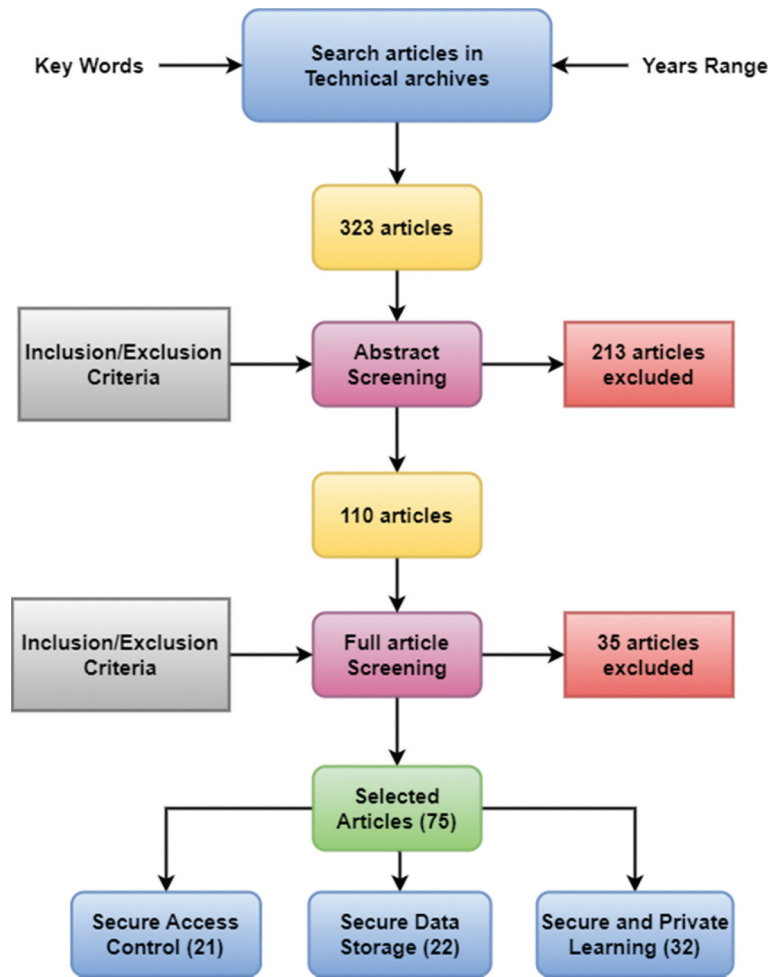 Search articles in
Technical archives
Key Words
Years Range
323 articles
Inclusion/Exclusion
Criteria
Abstract
Screening
213 articles
excluded
110 articles
Inclusion/Exclusion
Criteria
Full article
Screening
35 articles
excluded
Selected
Articles (75)
Secure Access
Control (21)
Secure Data
Storage (22)
Secure and Private
Learning (32)